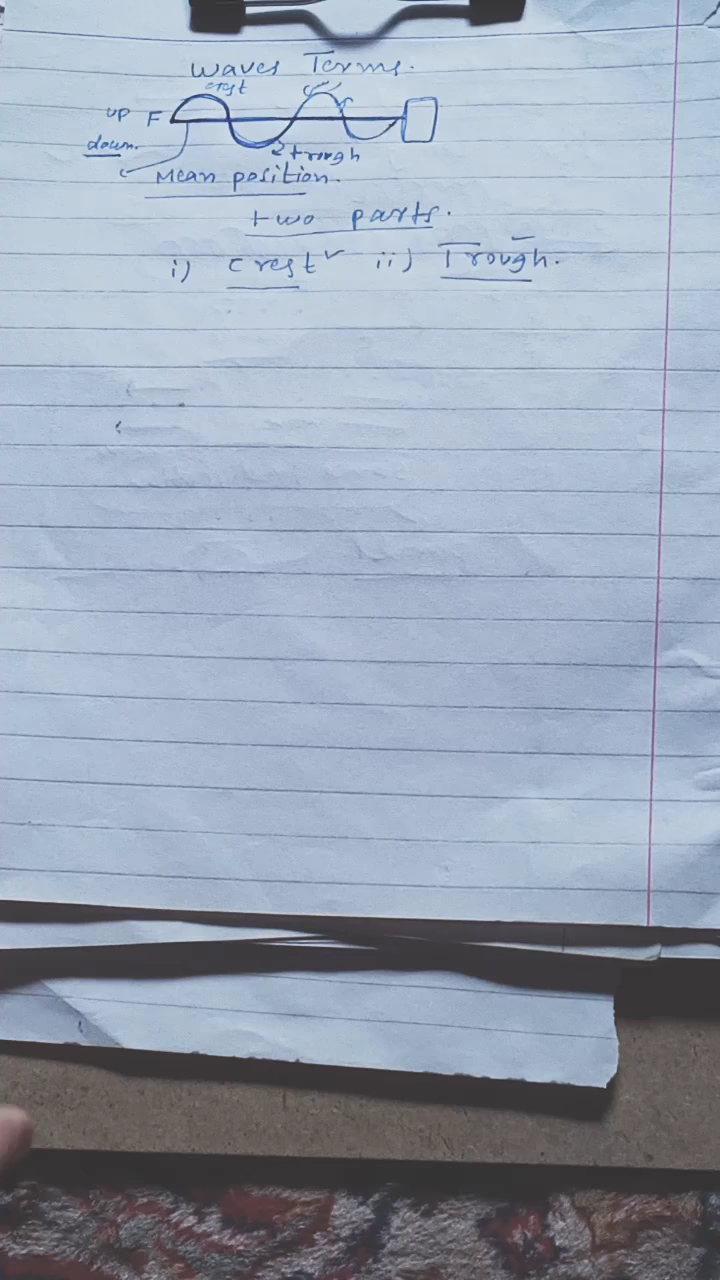 Waves Terms.
crest
up F
down.
trough
Mean position.
two parts.
i) crest ii) Trough.